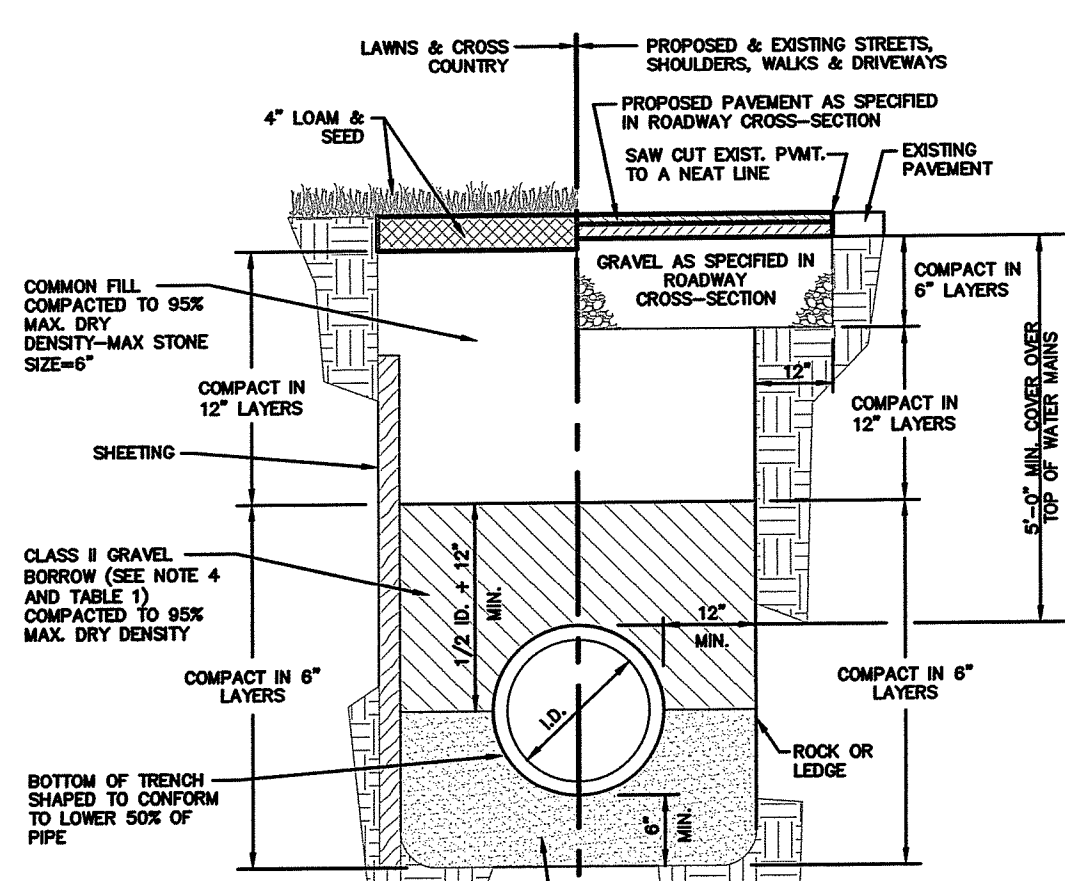 LAWNS & CROSS
COUNTRY
PROPOSED & EXISTING STREETS,
SHOULDERS, WALKS & DRIVEWAYS
4" LOAM &
SEED
PROPOSED PAVEMENT AS SPECIFIED
IN ROADWAY CROSS-SECTION
SAW CUT EXIST. PVMT.
TO A NEAT LINE
EXISTING
PAVEMENT
GRAVEL AS SPECIFIED IN
ROADWAY
CROSS-SECTION
COMPACT IN
6" LAYERS
COMMON FILL
COMPACTED TO 95%
MAX. DRY
DENSITY-MAX STONE
SIZE=6"
COMPACT IN
12" LAYERS
12"
COMPACT IN
12" LAYERS
5'-0" MIN. COVER OVER
TOP OF WATER MAINS
SHEETING
CLASS II GRAVEL
BORROW (SEE NOTE 4
AND TABLE 1)
COMPACTED TO 95%
MAX. DRY DENSITY
1/2 ID. + 12"
MIN.
12"
MIN.
COMPACT IN 6"
LAYERS
COMPACT IN 6"
LAYERS
I.D.
ROCK OR
LEDGE
BOTTOM OF TRENCH
SHAPED TO CONFORM
TO LOWER 50% OF
PIPE
6"
MIN.